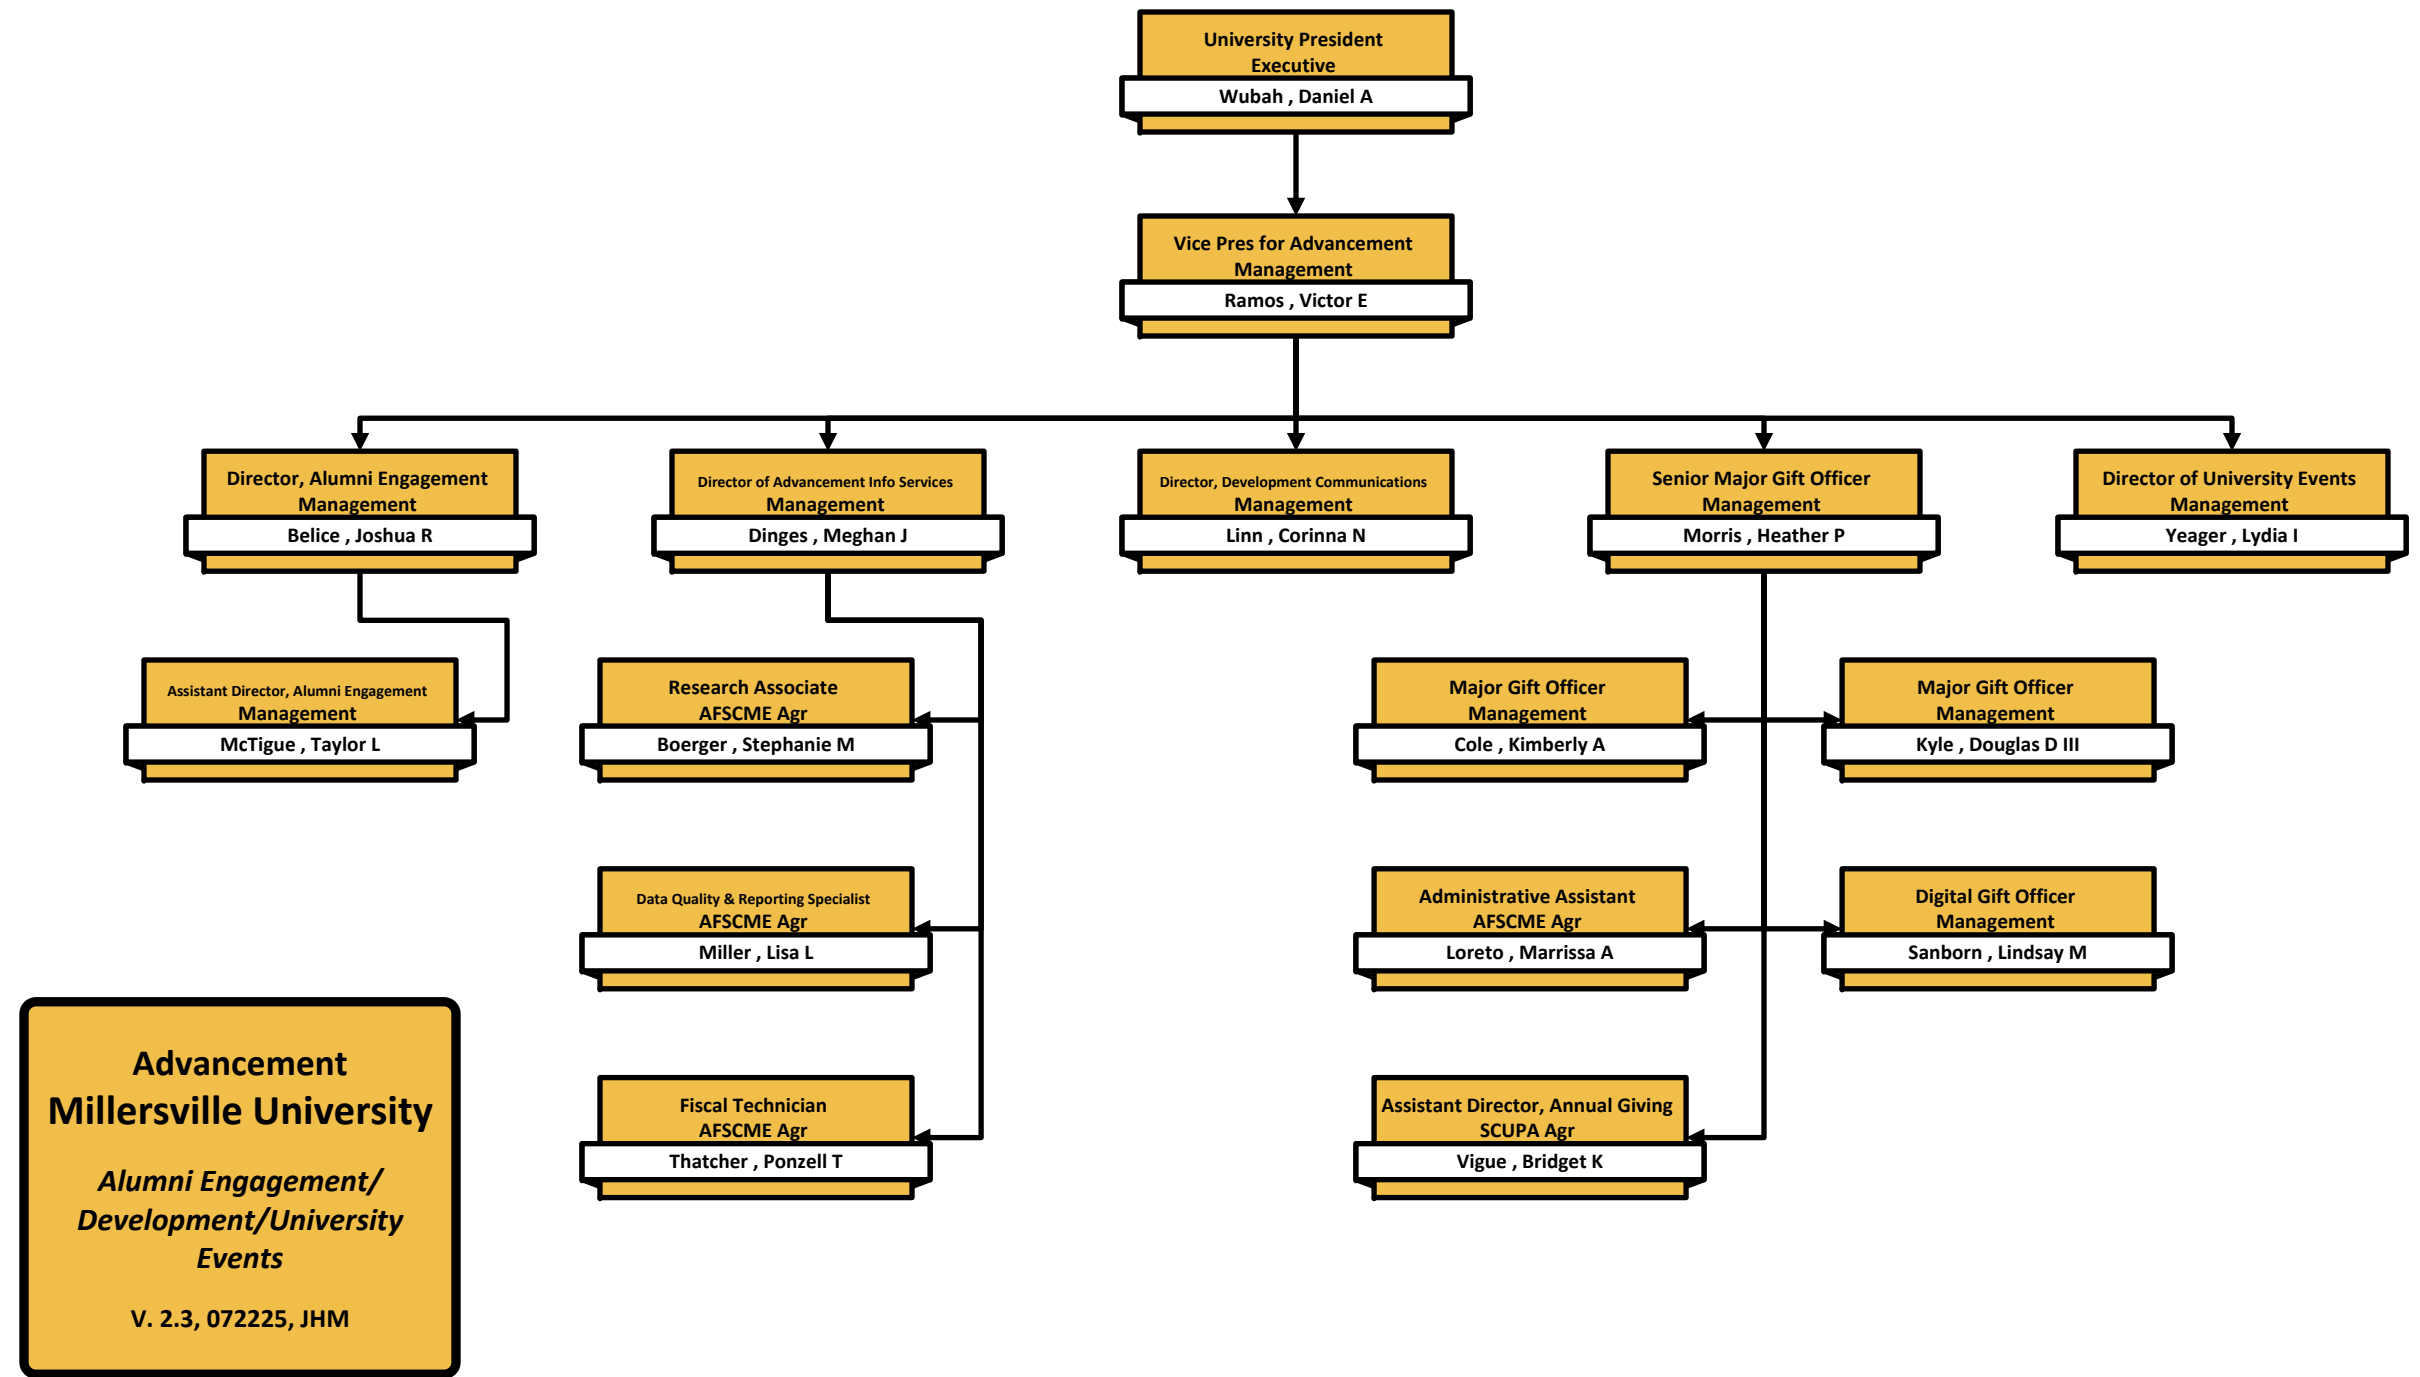 University President
Executive
Wubah , Daniel A
Vice Pres for Advancement
Management
Ramos , Victor E
Director, Alumni Engagement
Management
Belice , Joshua R
Director of Advancement Info Services
Management
Dinges , Meghan J
Director, Development Communications
Management
Linn , Corinna N
Senior Major Gift Officer
Management
Morris , Heather P
Director of University Events
Management
Yeager , Lydia I
Assistant Director, Alumni Engagement
Management
McTigue , Taylor L
Research Associate
AFSCME Agr
Boerger , Stephanie M
Major Gift Officer
Management
Cole , Kimberly A
Major Gift Officer
Management
Kyle , Douglas D III
Data Quality & Reporting Specialist
AFSCME Agr
Miller , Lisa L
Administrative Assistant
AFSCME Agr
Loreto , Marrissa A
Digital Gift Officer
Management
Sanborn , Lindsay M
Fiscal Technician
AFSCME Agr
Thatcher , Ponzell T
Assistant Director, Annual Giving
SCUPA Agr
Vigue , Bridget K
Advancement
Millersville University
Alumni Engagement/
Development/University
Events
V. 2.3, 072225, JHM